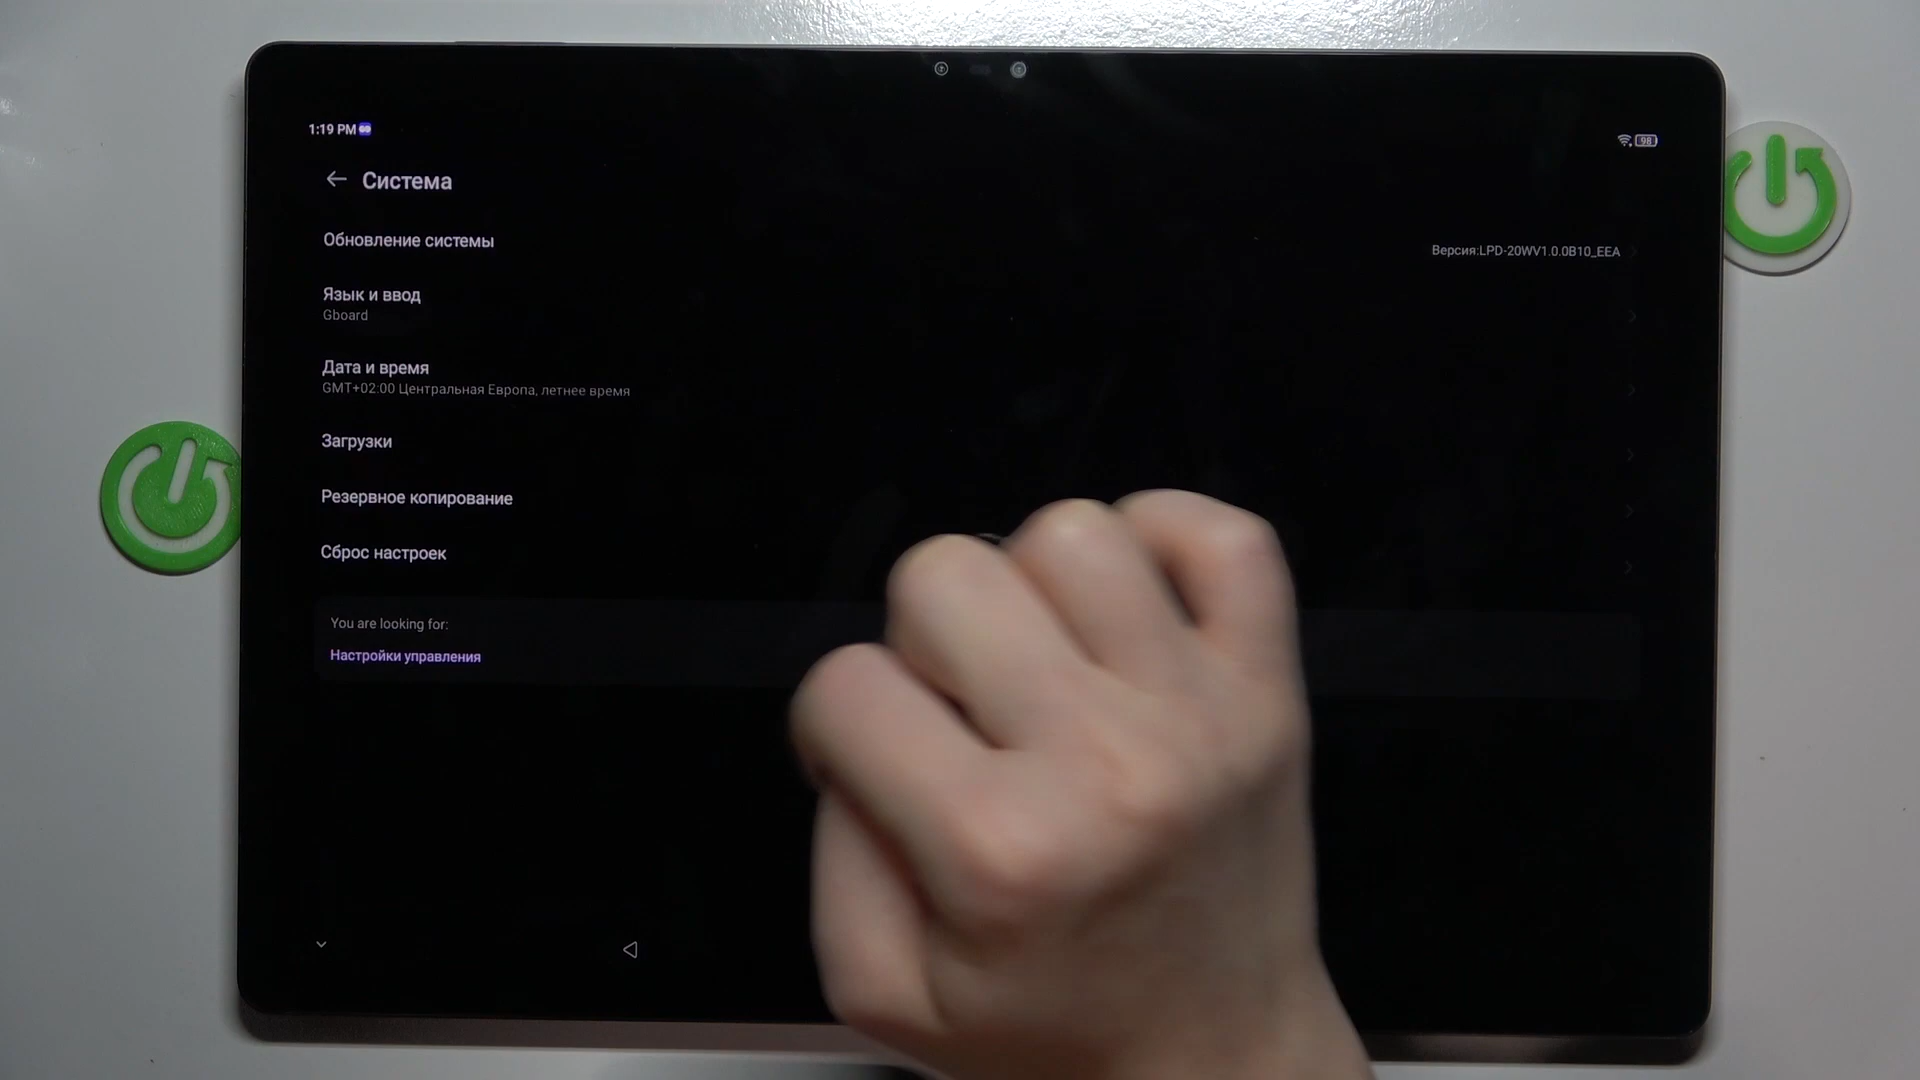 1:19 PM
98
Система
Обновление системы
Версия:LPD-20WV1.0.0B10_EEA
Язык и ввод
Gboard
Дата и время
GMT+02:00 Центральная Европа, летнее время
Загрузки
Резервное копирование
Сброс настроек
You are looking for:
Настройки управления